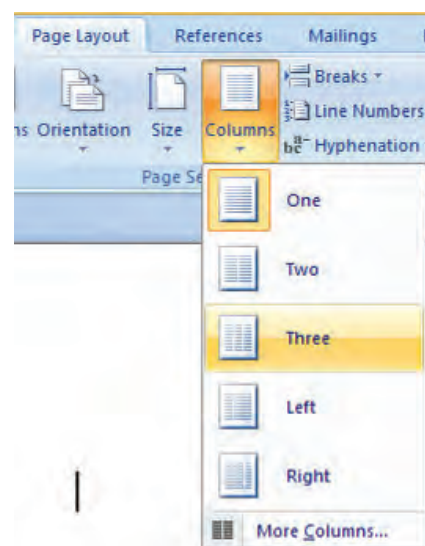 Page Layout References Mailings
Breaks
Line Numbers
ns Orientation Size Columns
Hyphenation
Page Se
One
Two
Three
Left
Right
More Columns...